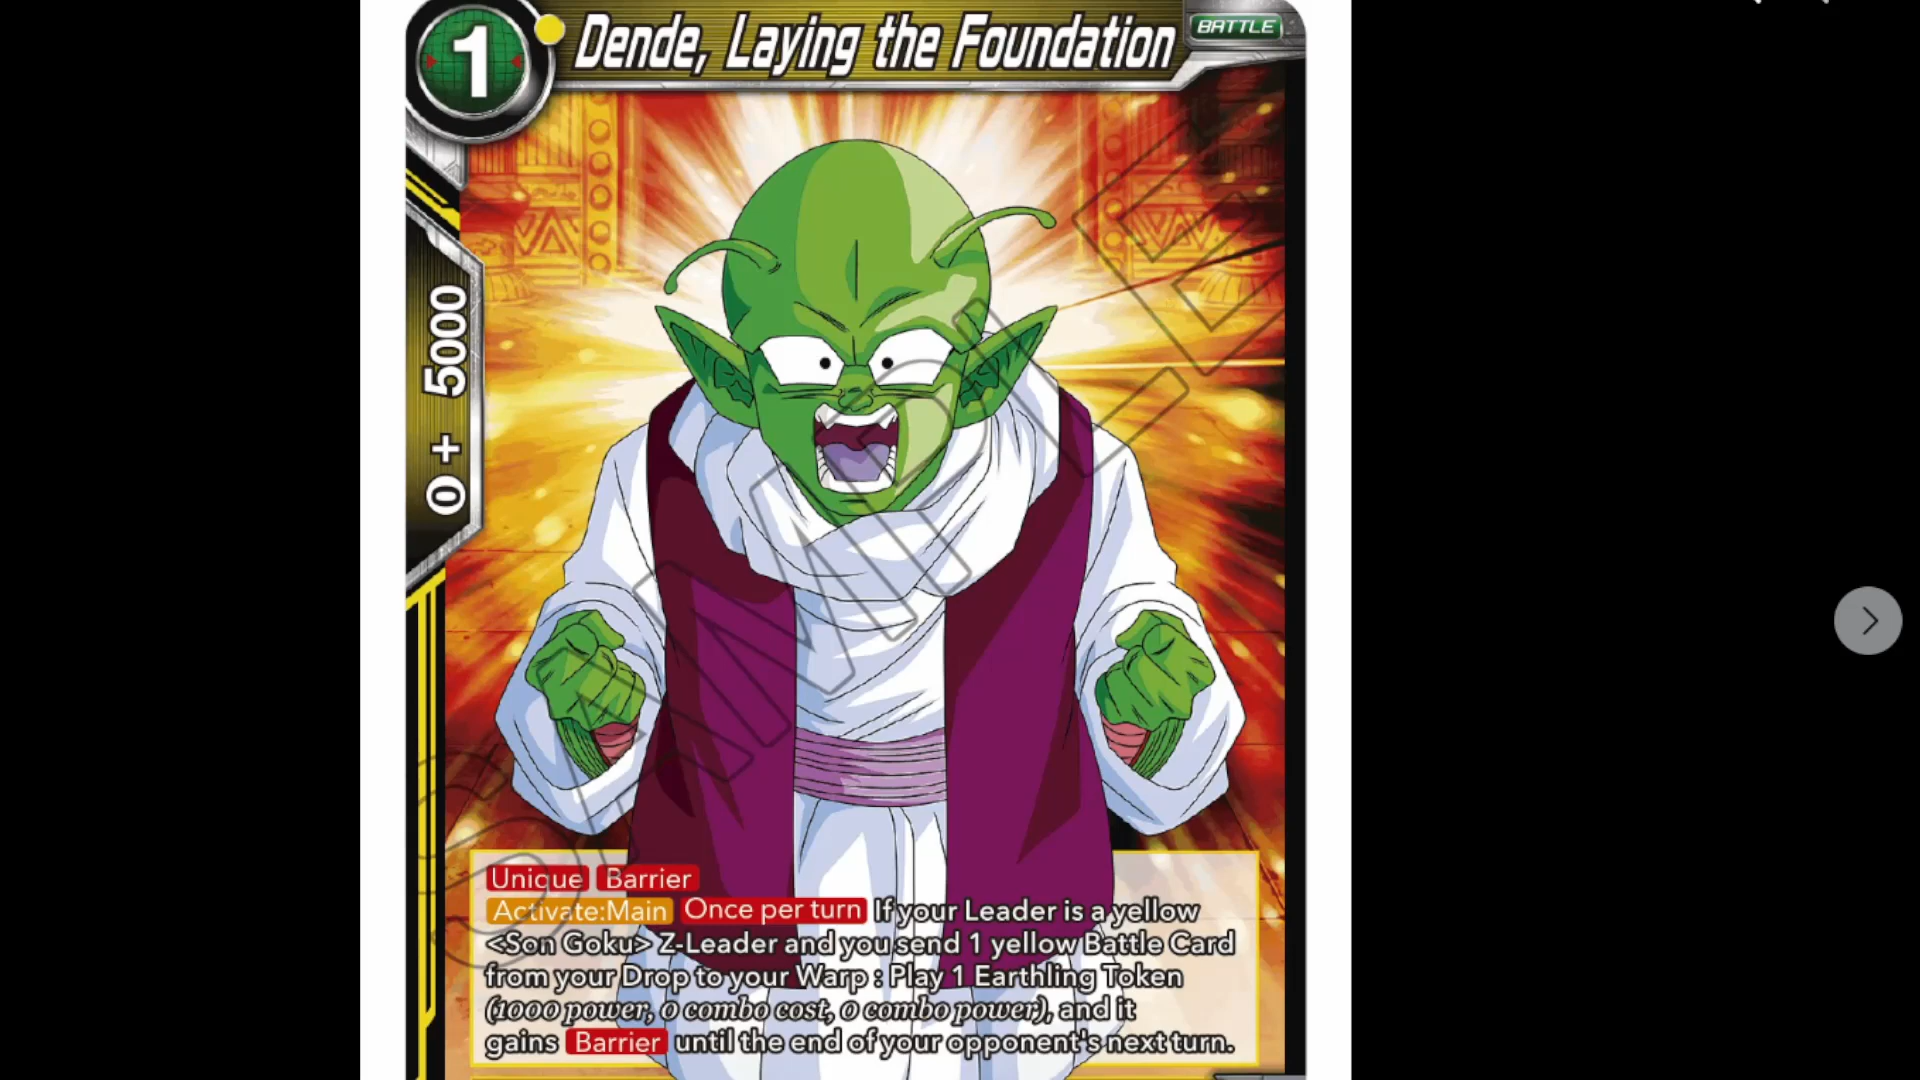 1
Dende, Laying the Foundation
BATTLE
0 + 5000
SAMPLE
Unique Barrier
Activate:Main Once per turn If your Leader is a yellow
<Son Goku> Z-Leader and you send 1 yellow Battle Card
from your Drop to your Warp : Play 1 Earthling Token
(1000 power, 0 combo cost, 0 combo power), and it
gains Barrier until the end of your opponent's next turn.